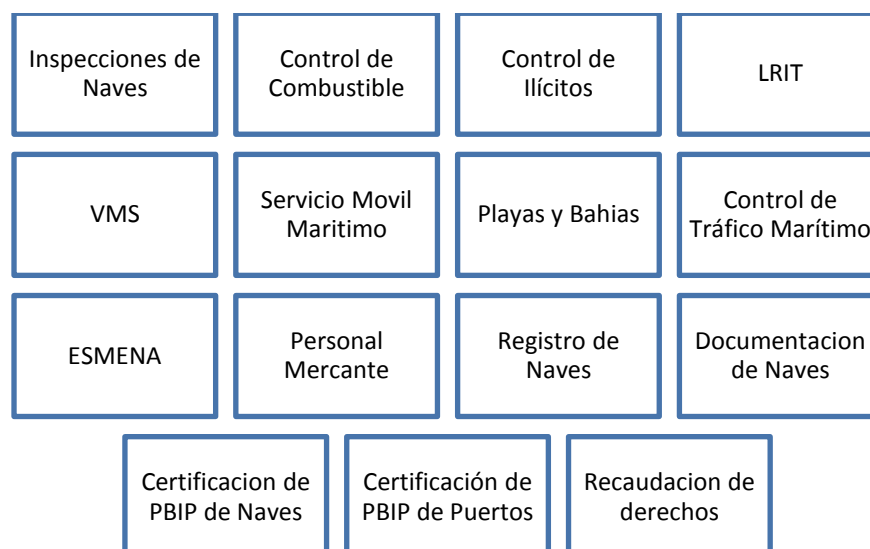 Inspecciones de
Naves
Control de
Combustible
Control de
Ilícitos
LRIT
VMS
Servicio Movil
Maritimo
Playas y Bahias
Control de
Tráfico Marítimo
ESMENA
Personal
Mercante
Registro de
Naves
Documentacion
de Naves
Certificacion de
PBIP de Naves
Certificación de
PBIP de Puertos
Recaudacion de
derechos